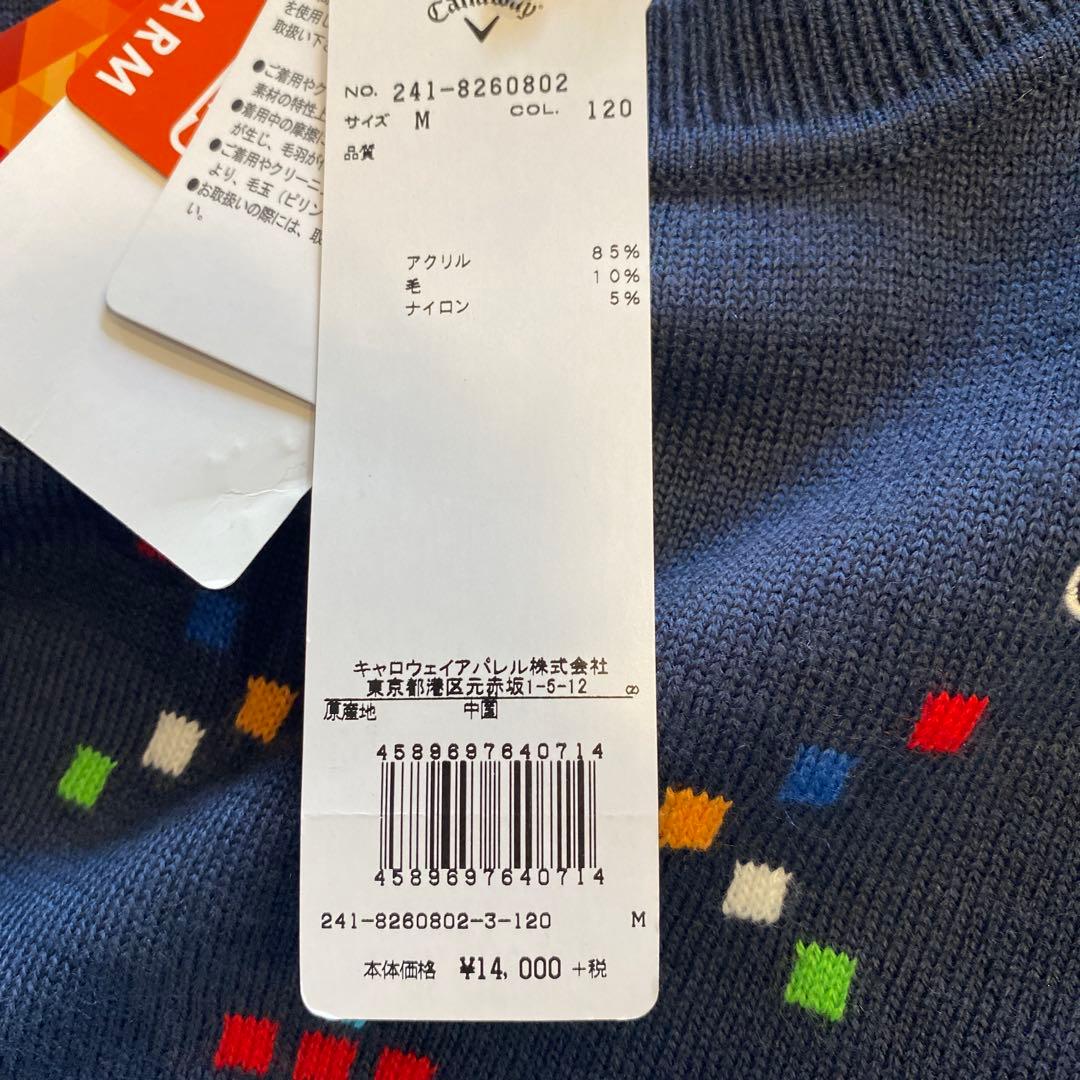 ARM
を使用し
取扱い下さ
●ご着用やク
素材の特性上
●着用中の摩擦に
が生じ、毛羽が
●ご着用やクリーニ
より、毛玉（ピリン
●お取扱いの際には、取
い。
Callaway
NO. 241-8260802
サイズ M COL. 120
品質
アクリル 85%
毛 10%
ナイロン 5%
キャロウェイアパレル株式会社
東京都港区元赤坂1-5-12
原産地 中国
4589697640714
4589697640714
241-8260802-3-120 M
本体価格 ¥14,000+税